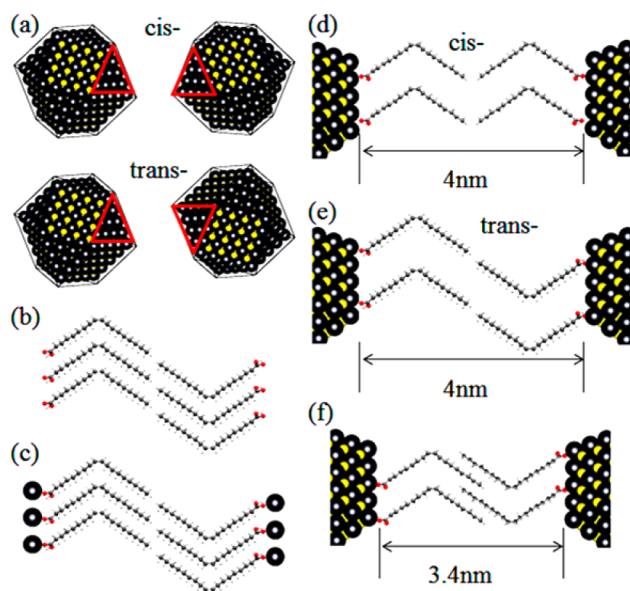 (a)
cis-
trans-
(b)
(c)
(d)
cis-
4nm
(e)
trans-
4nm
(f)
3.4nm